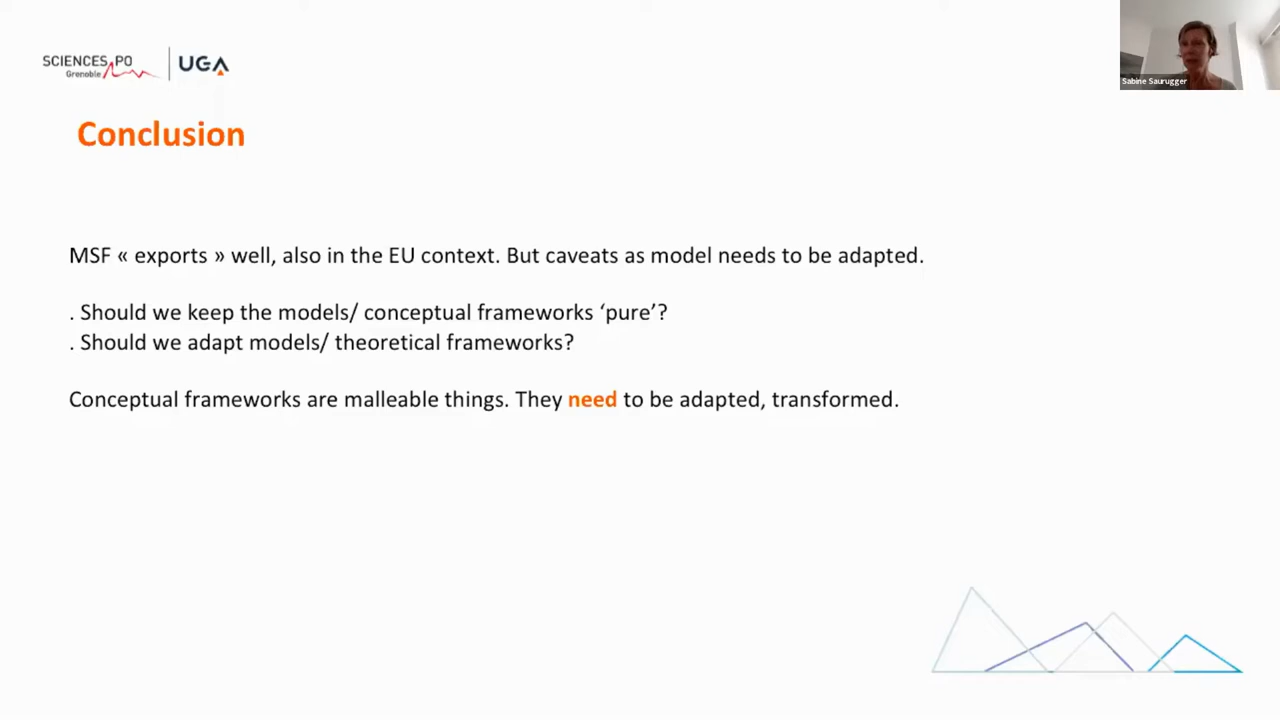 SCIENCES PO
Grenoble
UGA
Sabine Saurugger
Conclusion
MSF « exports » well, also in the EU context. But caveats as model needs to be adapted.
. Should we keep the models/ conceptual frameworks ‘pure’?
. Should we adapt models/ theoretical frameworks?
Conceptual frameworks are malleable things. They need to be adapted, transformed.